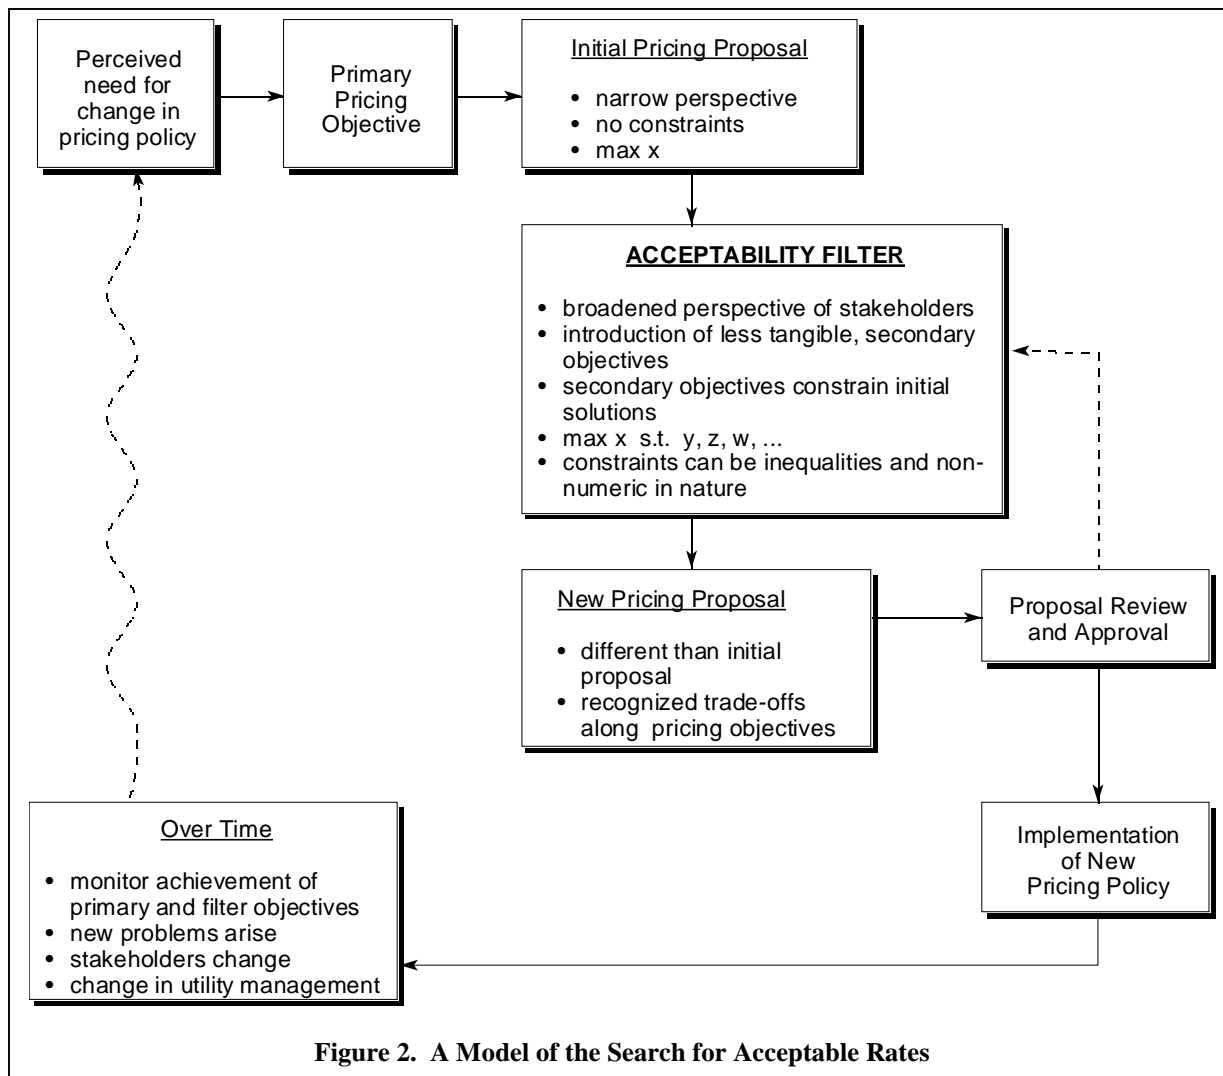 Perceived
need for
change in
pricing policy
Primary
Pricing
Objective
Initial Pricing Proposal
• narrow perspective
• no constraints
• max x
ACCEPTABILITY FILTER
• broadened perspective of stakeholders
• introduction of less tangible, secondary
objectives
• secondary objectives constrain initial
solutions
• max x s.t. y, z, w, ...
• constraints can be inequalities and non-
numeric in nature
New Pricing Proposal
• different than initial
proposal
• recognized trade-offs
along pricing objectives
Proposal Review
and Approval
Implementation
of New
Pricing Policy
Over Time
• monitor achievement of
primary and filter objectives
• new problems arise
• stakeholders change
• change in utility management
Figure 2. A Model of the Search for Acceptable Rates